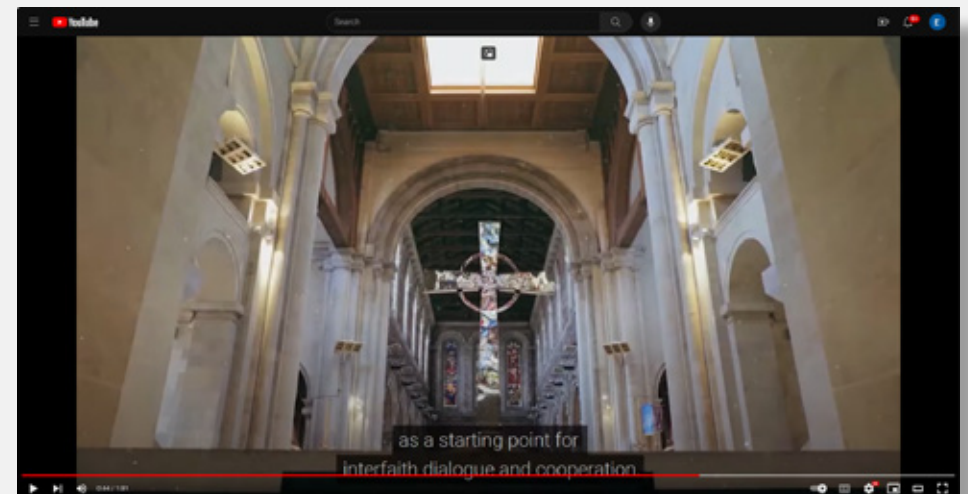 YouTube
Search
as a starting point for
interfaith dialogue and cooperation